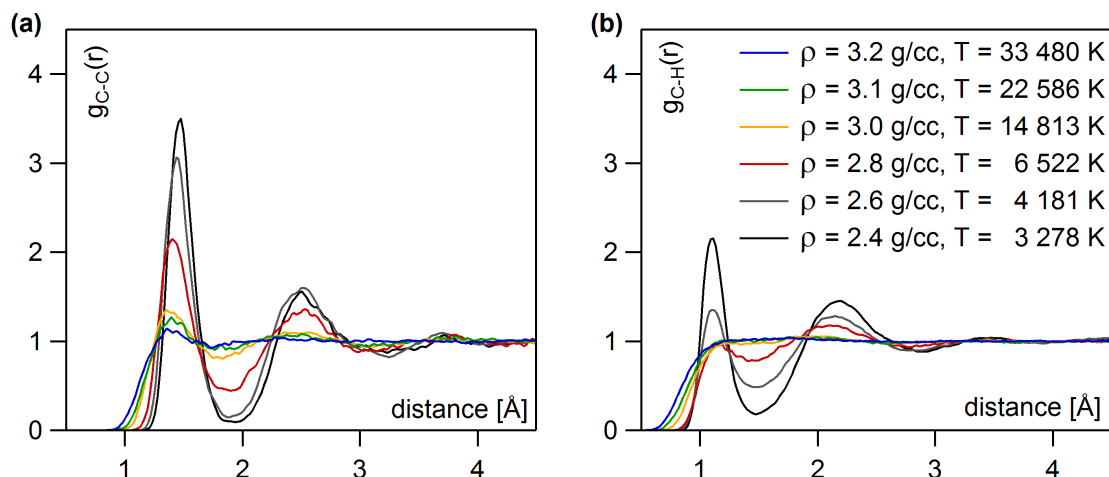 (a)
g_C-C(r)
4
3
2
1
0
1 2 3 4
distance [Å]
(b)
g_C-H(r)
4
3
2
1
0
1 2 3 4
distance [Å]
ρ = 3.2 g/cc, T = 33 480 K
ρ = 3.1 g/cc, T = 22 586 K
ρ = 3.0 g/cc, T = 14 813 K
ρ = 2.8 g/cc, T = 6 522 K
ρ = 2.6 g/cc, T = 4 181 K
ρ = 2.4 g/cc, T = 3 278 K